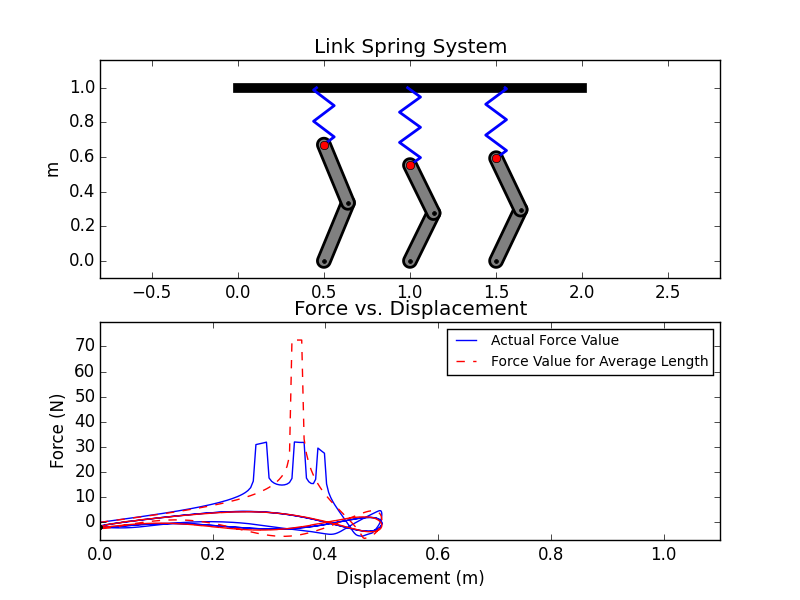 Link Spring System
1.0
0.8
0.6
0.4
0.2
0.0
m
−0.5 0.0 0.5 1.0 1.5 2.0 2.5
Force vs. Displacement
Actual Force Value
Force Value for Average Length
70
60
50
40
30
20
10
0
Force (N)
0.0 0.2 0.4 0.6 0.8 1.0
Displacement (m)